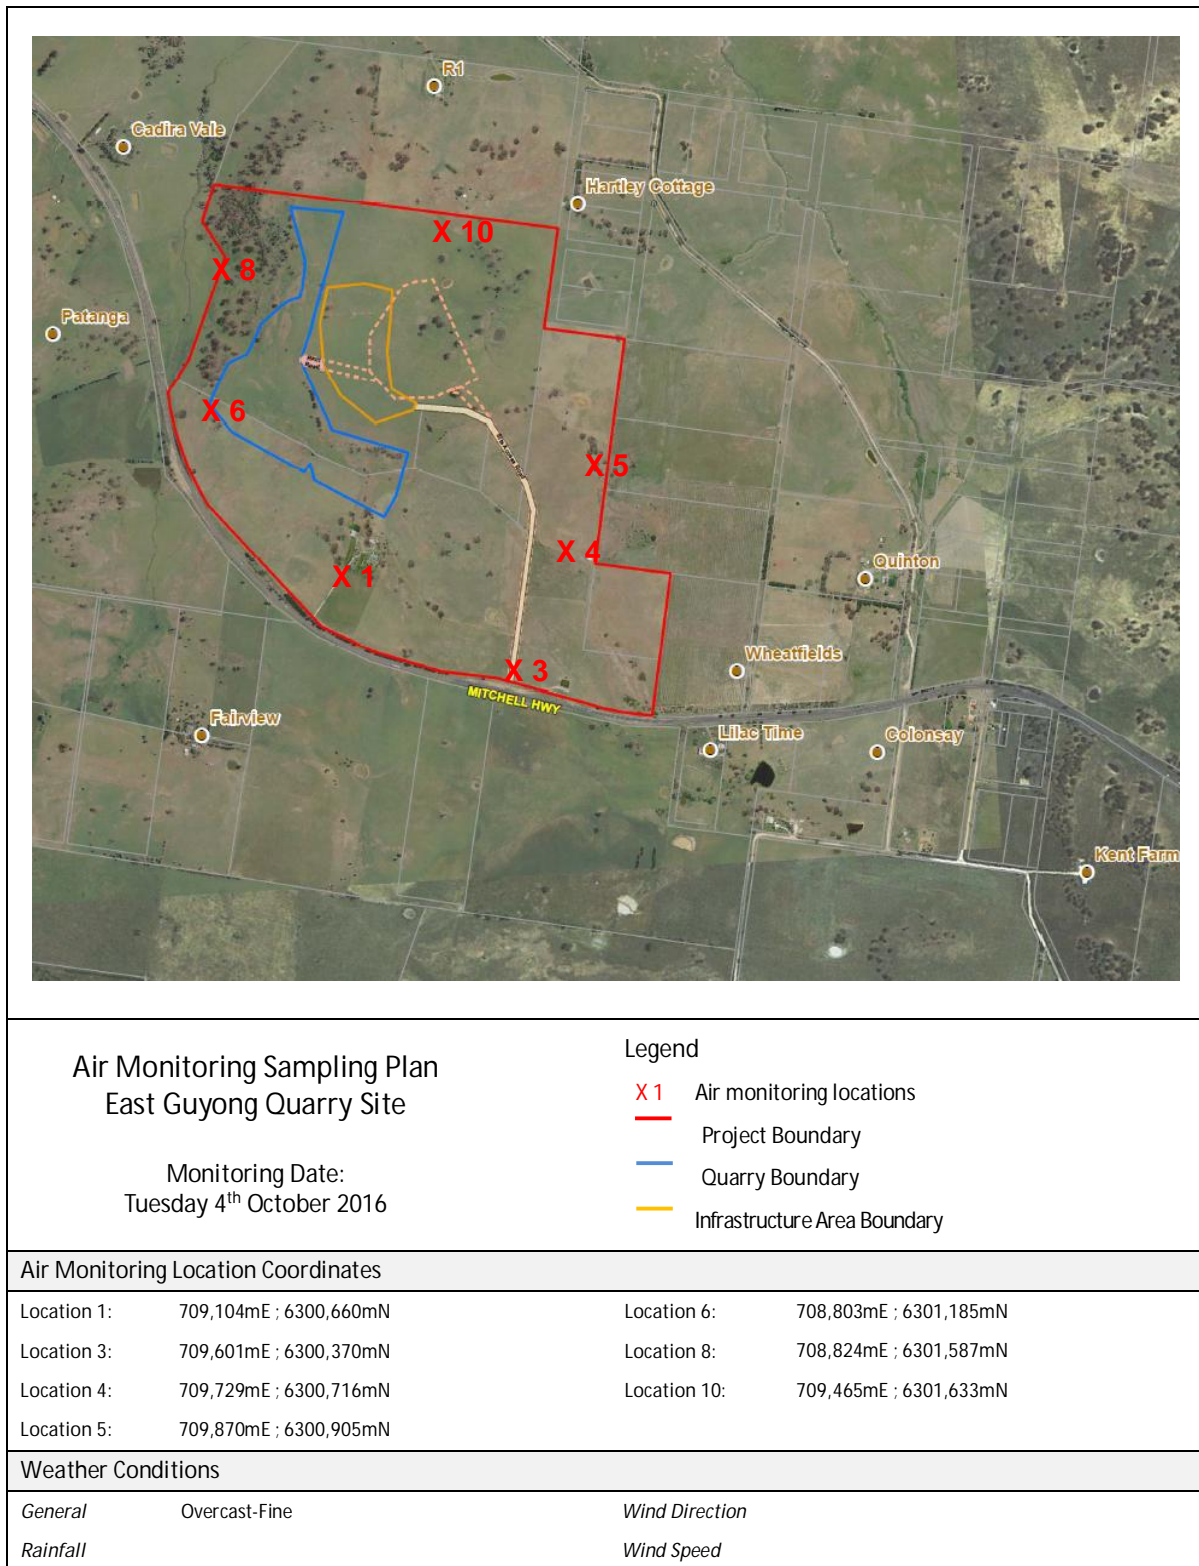 R1
Cadira Vale
Hartley Cottage
X 10
X 8
Patanga
X 6
X 5
X 4
Quinton
X 1
Wheatfields
X 3
MITCHELL HWY
Fairview
Lilac Time
Colonsay
Kent Farm
Air Monitoring Sampling Plan
East Guyong Quarry Site
Monitoring Date:
Tuesday 4th October 2016
Legend
X 1 Air monitoring locations
Project Boundary
Quarry Boundary
Infrastructure Area Boundary
Air Monitoring Location Coordinates
Location 1: 709,104mE ; 6300,660mN
Location 3: 709,601mE ; 6300,370mN
Location 4: 709,729mE ; 6300,716mN
Location 5: 709,870mE ; 6300,905mN
Location 6: 708,803mE ; 6301,185mN
Location 8: 708,824mE ; 6301,587mN
Location 10: 709,465mE ; 6301,633mN
Weather Conditions
General Overcast-Fine
Wind Direction
Rainfall
Wind Speed